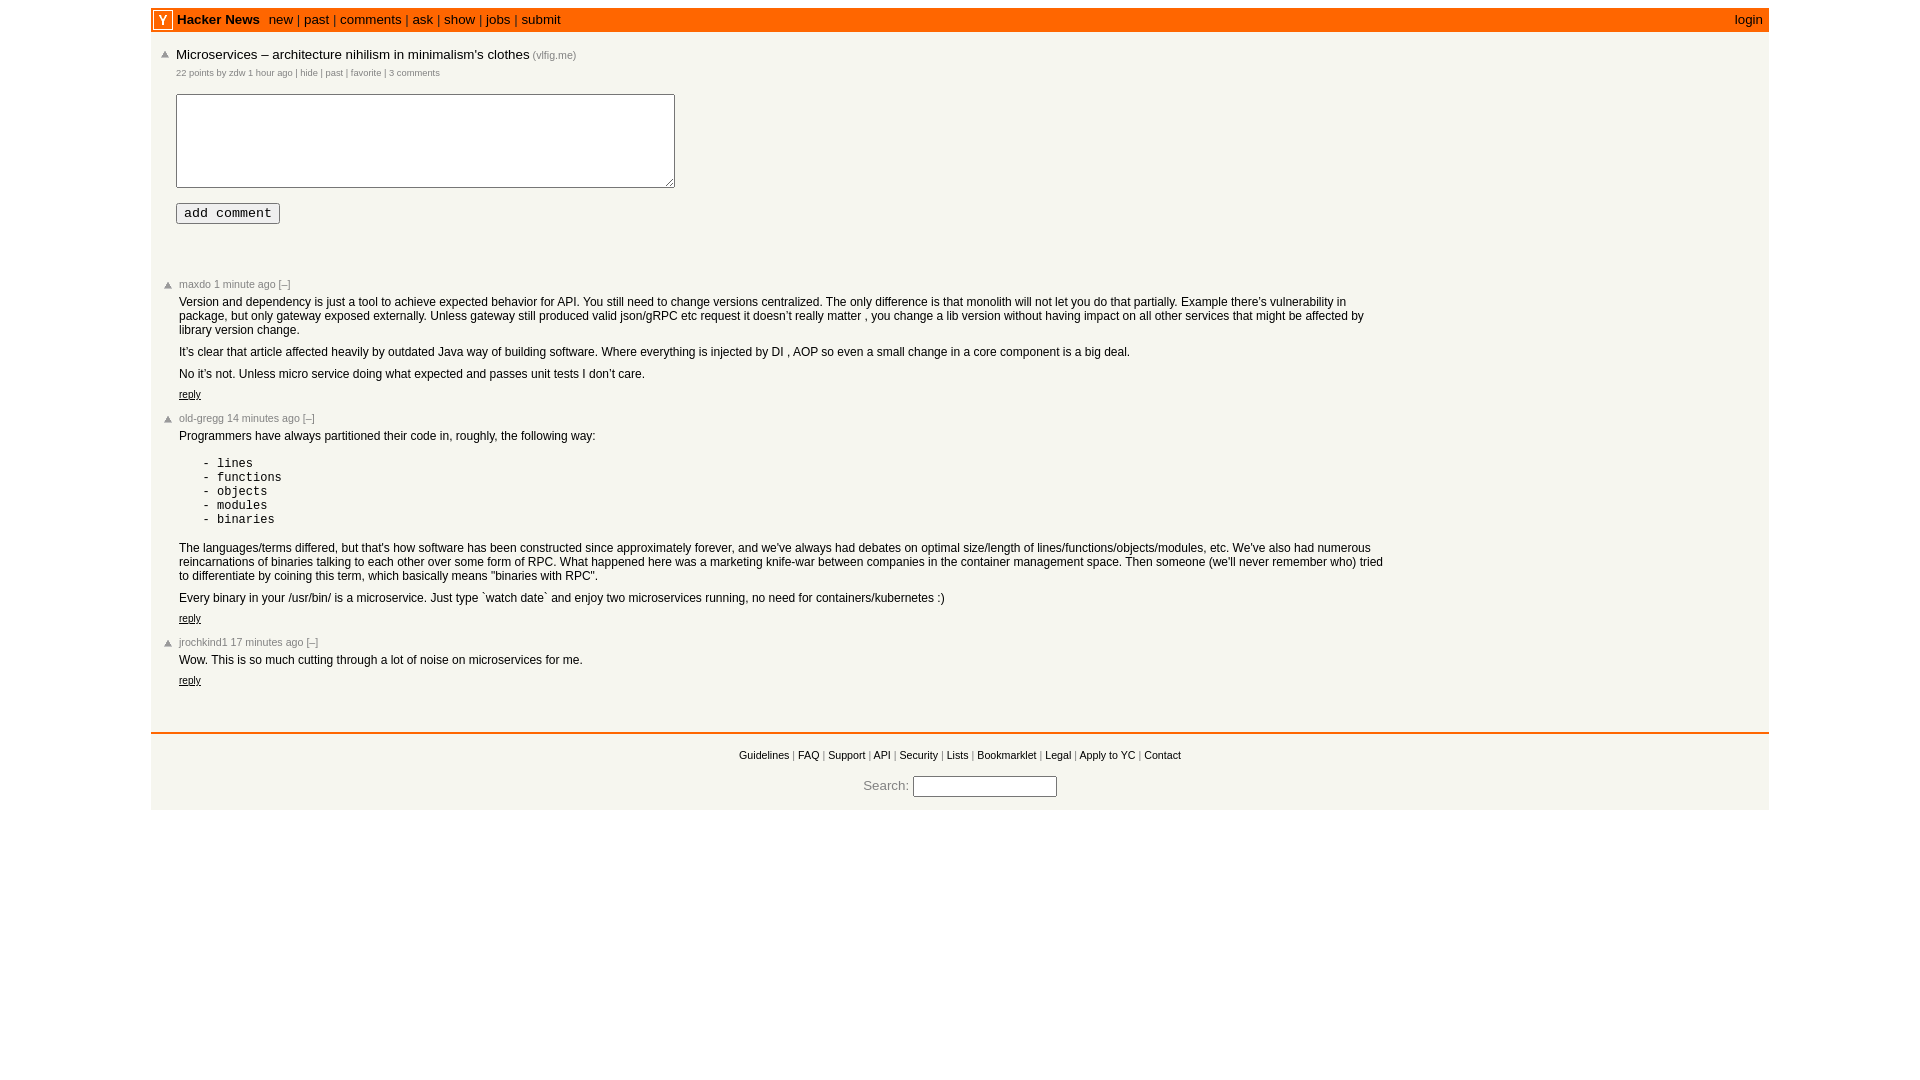 Y Hacker News new | past | comments | ask | show | jobs | submit login
Microservices – architecture nihilism in minimalism's clothes (vlfig.me)
22 points by zdw 1 hour ago | hide | past | favorite | 3 comments
add comment
maxdo 1 minute ago [–]
Version and dependency is just a tool to achieve expected behavior for API. You still need to change versions centralized. The only difference is that monolith will not let you do that partially. Example there’s vulnerability in
package, but only gateway exposed externally. Unless gateway still produced valid json/gRPC etc request it doesn’t really matter , you change a lib version without having impact on all other services that might be affected by
library version change.
It’s clear that article affected heavily by outdated Java way of building software. Where everything is injected by DI , AOP so even a small change in a core component is a big deal.
No it’s not. Unless micro service doing what expected and passes unit tests I don’t care.
reply
old-gregg 14 minutes ago [–]
Programmers have always partitioned their code in, roughly, the following way:
- lines
- functions
- objects
- modules
- binaries
The languages/terms differed, but that's how software has been constructed since approximately forever, and we've always had debates on optimal size/length of lines/functions/objects/modules, etc. We've also had numerous
reincarnations of binaries talking to each other over some form of RPC. What happened here was a marketing knife-war between companies in the container management space. Then someone (we'll never remember who) tried
to differentiate by coining this term, which basically means "binaries with RPC".
Every binary in your /usr/bin/ is a microservice. Just type `watch date` and enjoy two microservices running, no need for containers/kubernetes :)
reply
jrochkind1 17 minutes ago [–]
Wow. This is so much cutting through a lot of noise on microservices for me.
reply
Guidelines | FAQ | Support | API | Security | Lists | Bookmarklet | Legal | Apply to YC | Contact
Search: